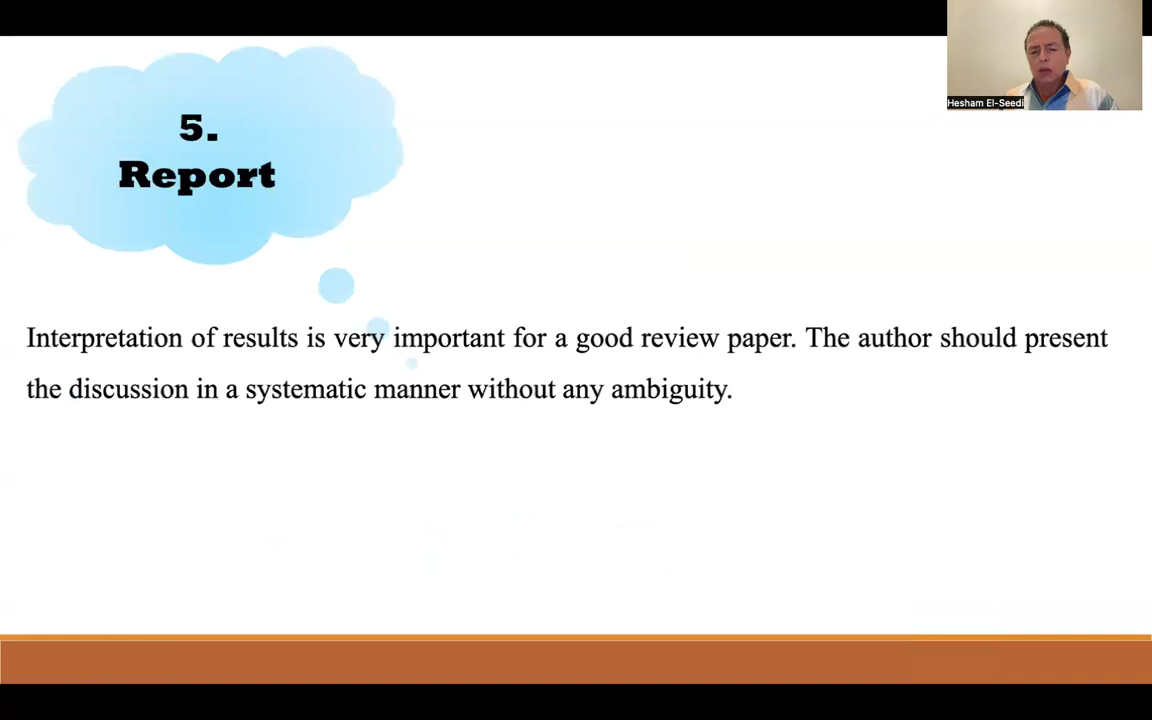 5.
Report
Hesham El-Seedi
Interpretation of results is very important for a good review paper. The author should present
the discussion in a systematic manner without any ambiguity.